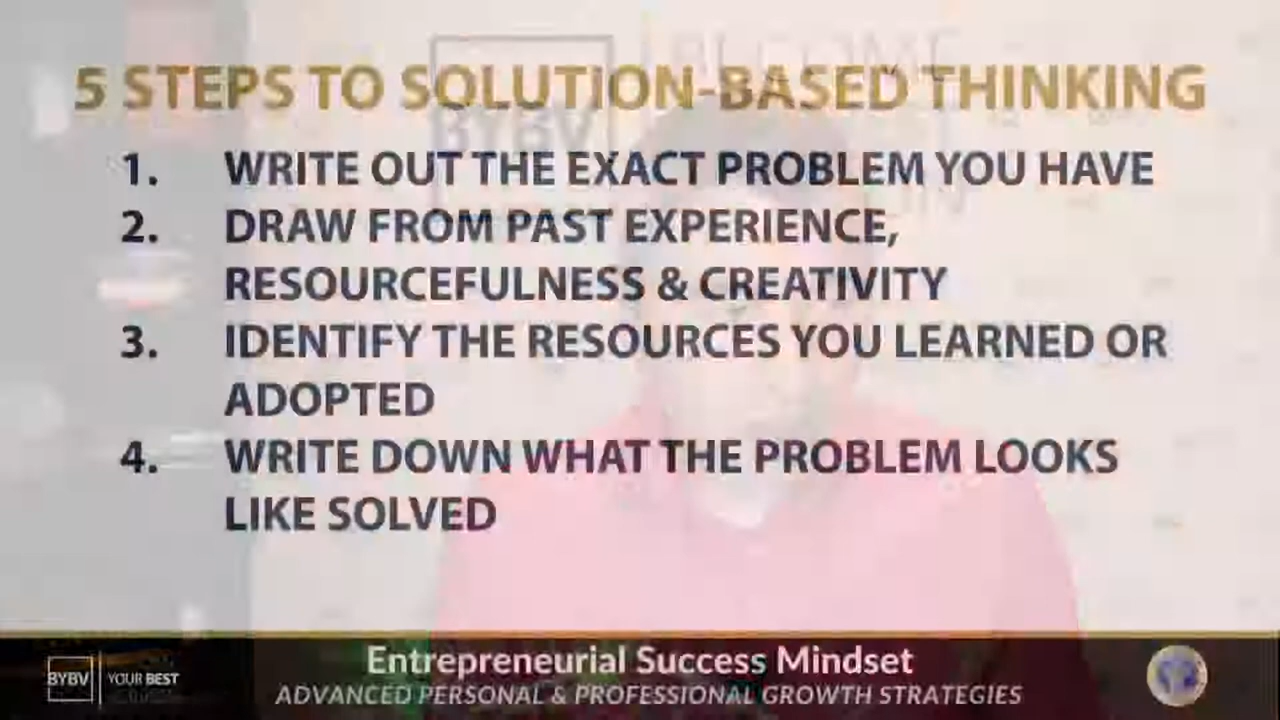 5 STEPS TO SOLUTION-BASED THINKING
1. WRITE OUT THE EXACT PROBLEM YOU HAVE
2. DRAW FROM PAST EXPERIENCE,
RESOURCEFULNESS & CREATIVITY
3. IDENTIFY THE RESOURCES YOU LEARNED OR
ADOPTED
4. WRITE DOWN WHAT THE PROBLEM LOOKS
LIKE SOLVED
BYBV
BECOME
Entrepreneurial Success Mindset
ADVANCED PERSONAL & PROFESSIONAL GROWTH STRATEGIES
BYBV
YOUR BEST